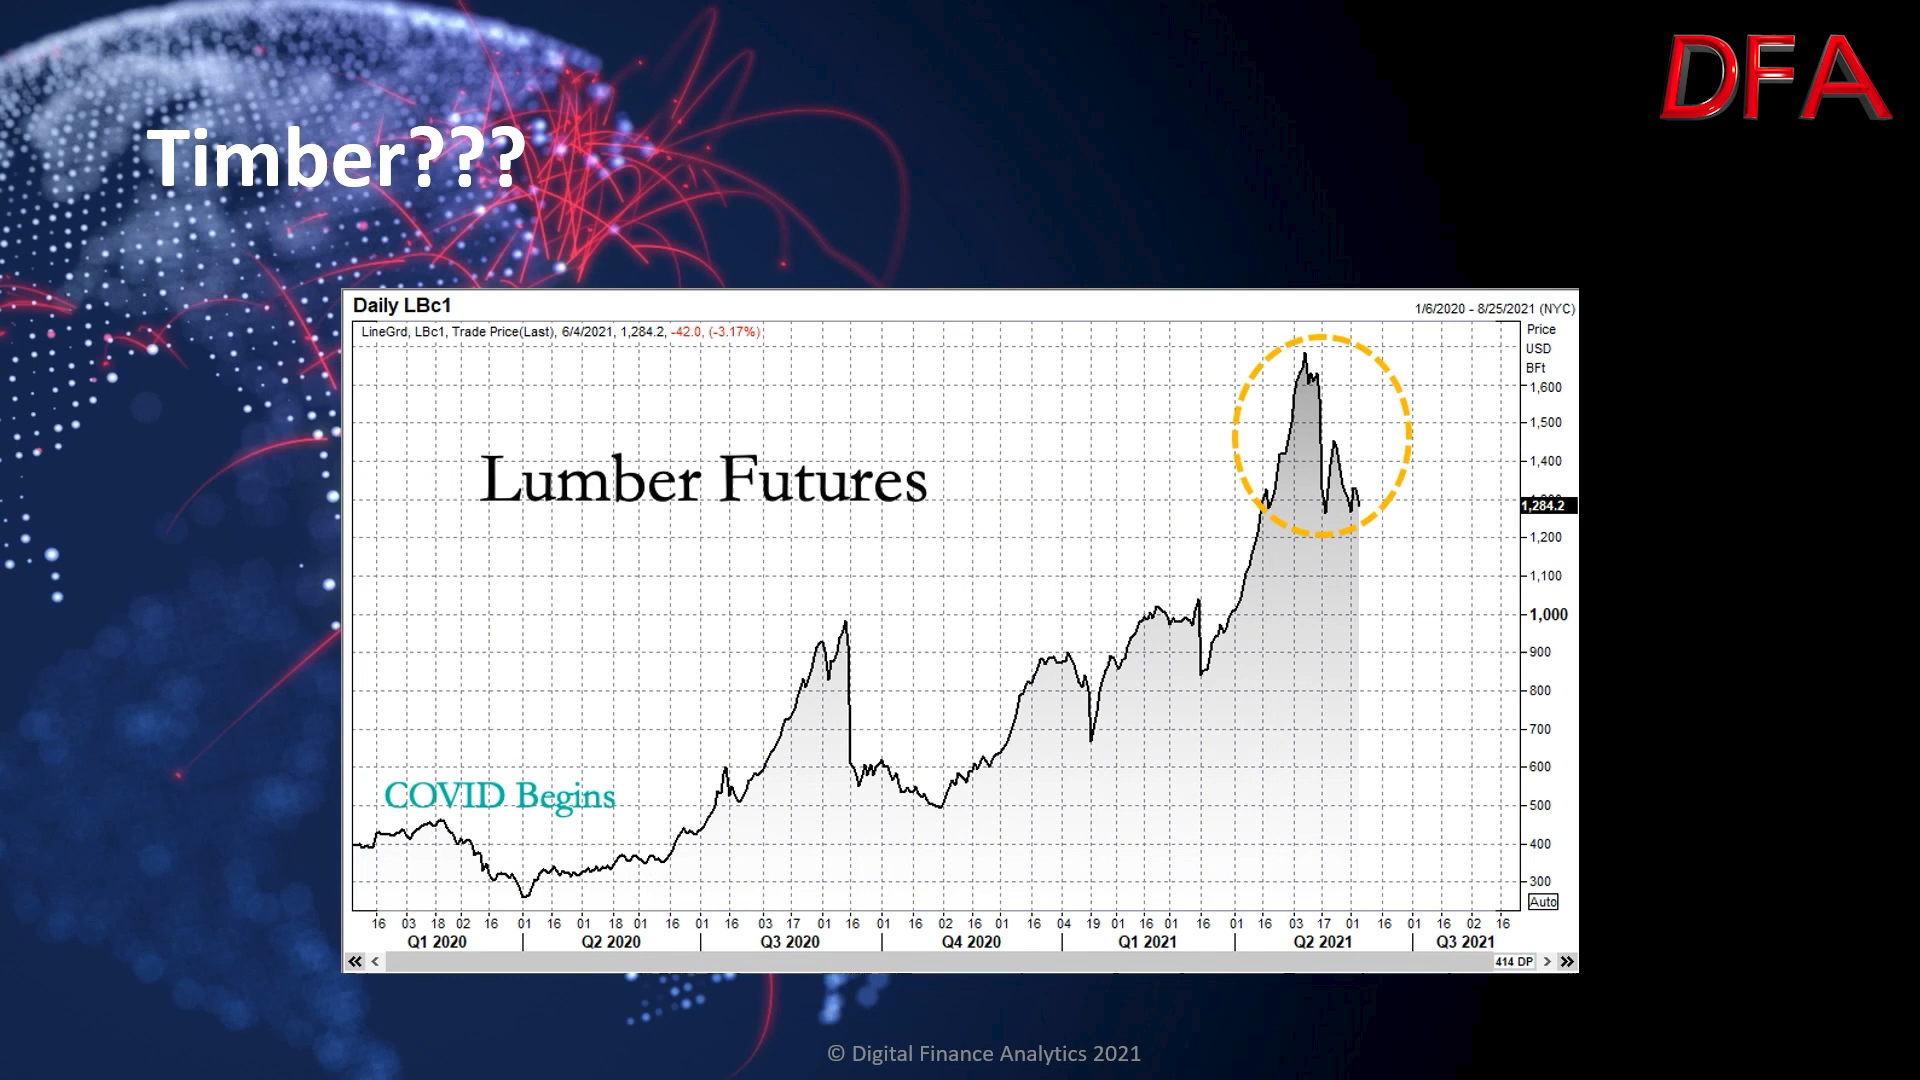 DFA
Timber???
Daily LBc1
1/6/2020 - 8/25/2021 (NYC)
LineGrd, LBc1, Trade Price(Last), 6/4/2021, 1,284.2, -42.0, (-3.17%)
Price
USD
BFt
1,600
1,500
1,400
1,284.2
1,200
1,100
1,000
900
800
700
600
500
400
300
Auto
Lumber Futures
COVID Begins
16 03 18 02 16 01 16 01 18 01 16 01 16 03 17 01 16 01 16 02 16 01 16 04 19 01 16 01 16 01 16 03 17 01 16 01 16 02 16
Q1 2020 Q2 2020 Q3 2020 Q4 2020 Q1 2021 Q2 2021 Q3 2021
414 DP
© Digital Finance Analytics 2021